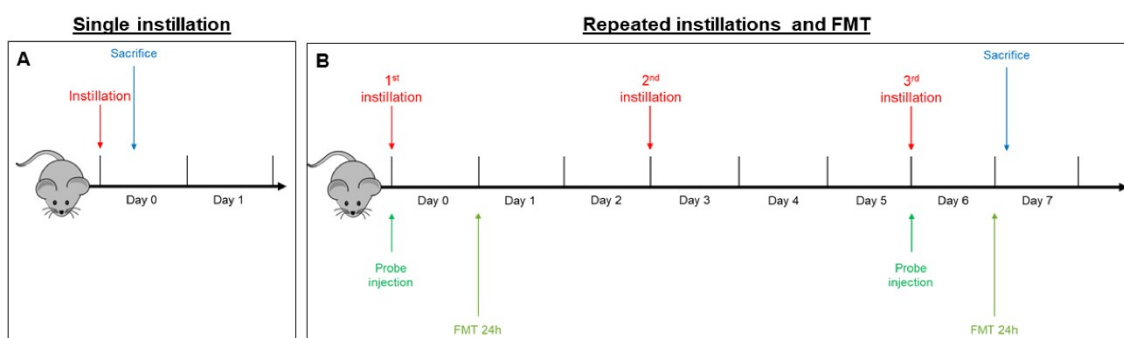 Single instillation
Repeated instillations and FMT
A
Sacrifice
Instillation
Day 0
Day 1
B
1st
instillation
2nd
instillation
3rd
instillation
Sacrifice
Day 0
Day 1
Day 2
Day 3
Day 4
Day 5
Day 6
Day 7
Probe
injection
Probe
injection
FMT 24h
FMT 24h